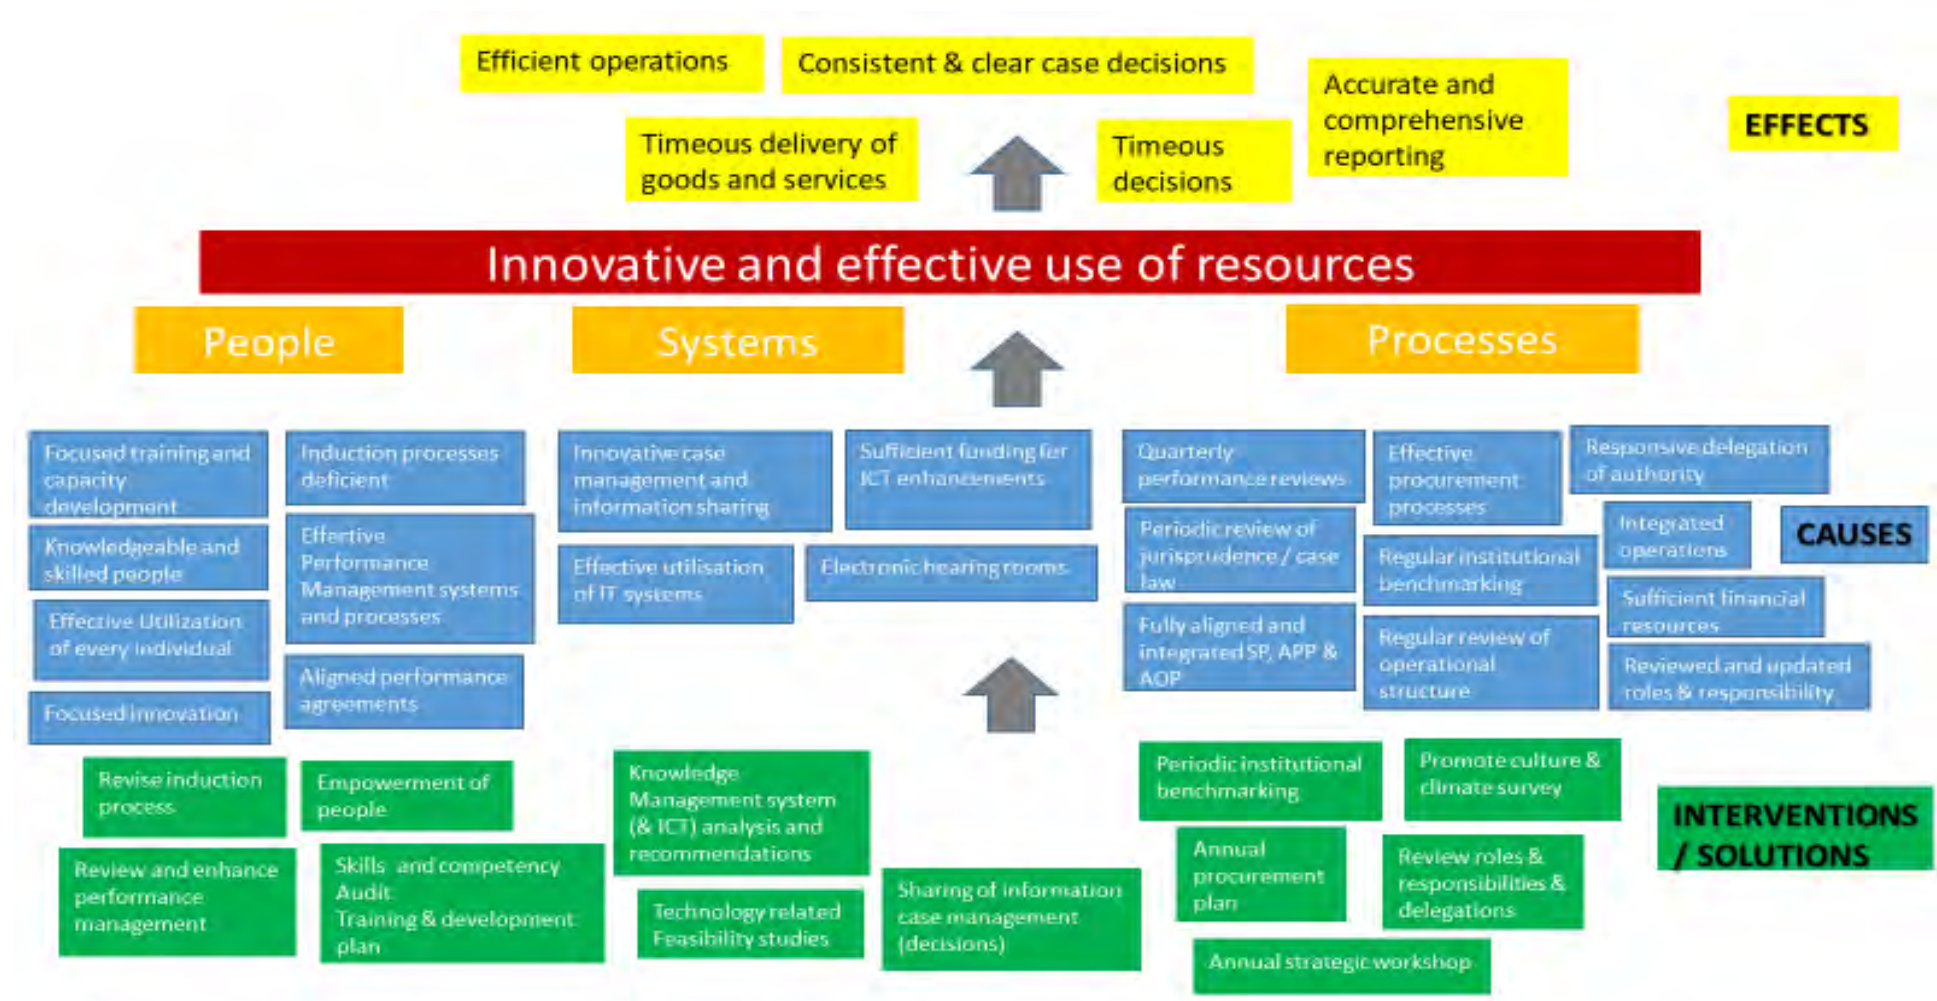 Efficient operations
Consistent & clear case decisions
Accurate and
comprehensive
reporting
EFFECTS
Timeous delivery of
goods and services
Timeous
decisions
Innovative and effective use of resources
People
Systems
Processes
Focused training and
capacity
development
Induction processes
deficient
Knowledgeable and
skilled people
Effective
Performance
Management systems
and processes
Effective Utilization
of every individual
Aligned performance
agreements
Focused innovation
Innovative case
management and
information sharing
Sufficient funding for
ICT enhancements
Effective utilisation
of IT systems
Electronic hearing rooms
Quarterly
performance reviews
Effective
procurement
processes
Responsive delegation
of authority
Periodic review of
jurisprudence / case
law
Regular institutional
benchmarking
Integrated
operations
CAUSES
Sufficient financial
resources
Fully aligned and
integrated SP, APP &
AOP
Regular review of
operational
structure
Reviewed and updated
roles & responsibility
Revise induction
process
Empowerment of
people
Review and enhance
performance
management
Skills and competency
Audit
Training & development
plan
Knowledge
Management system
(& ICT) analysis and
recommendations
Technology related
Feasibility studies
Sharing of information
case management
(decisions)
Periodic institutional
benchmarking
Promote culture &
climate survey
Annual
procurement
plan
Review roles &
responsibilities &
delegations
Annual strategic workshop
INTERVENTIONS
/ SOLUTIONS